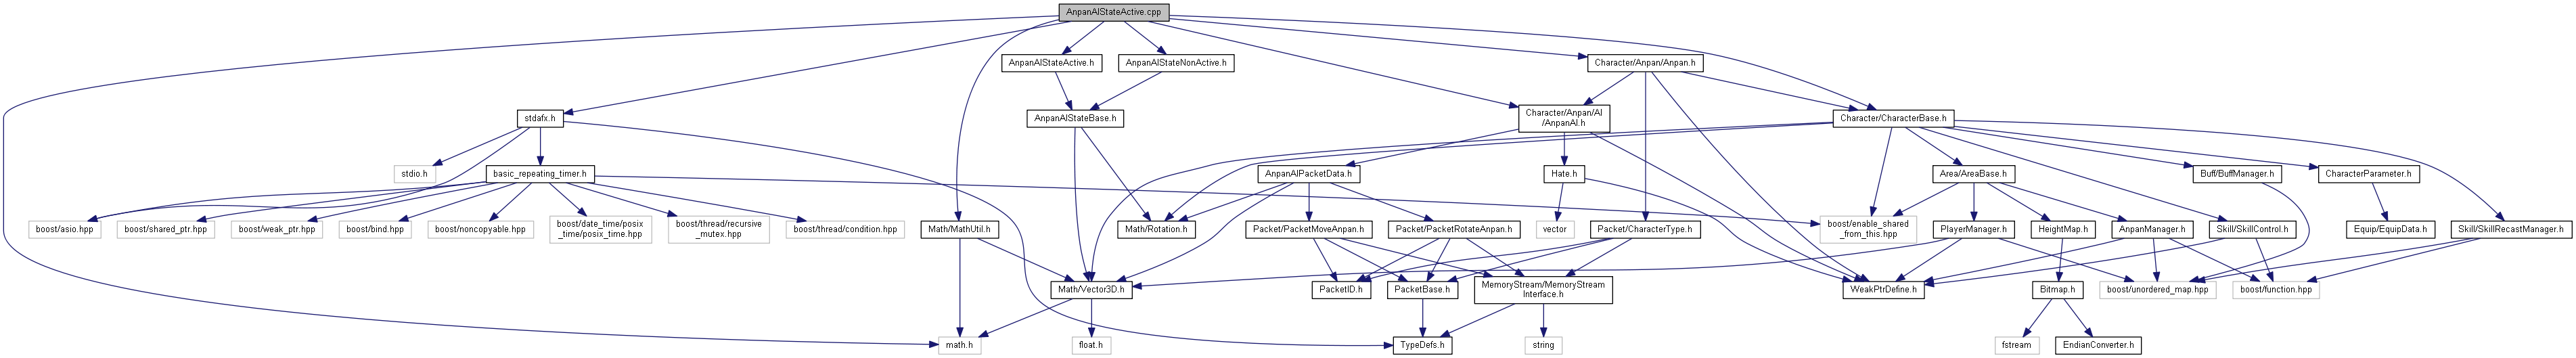 AnpanAIStateActive.cpp
AnpanAIStateActive.h
AnpanAIStateNonActive.h
Character/Anpan/Anpan.h
stdafx.h
AnpanAIStateBase.h
Character/Anpan/AI
/AnpanAI.h
Character/CharacterBase.h
stdio.h
basic_repeating_timer.h
AnpanAIPacketData.h
Hate.h
Area/AreaBase.h
Buff/BuffManager.h
CharacterParameter.h
boost/asio.hpp
boost/shared_ptr.hpp
boost/weak_ptr.hpp
boost/bind.hpp
boost/noncopyable.hpp
boost/date_time/posix
_time/posix_time.hpp
boost/thread/recursive
_mutex.hpp
boost/thread/condition.hpp
Math/MathUtil.h
Math/Rotation.h
Packet/PacketMoveAnpan.h
Packet/PacketRotateAnpan.h
vector
Packet/CharacterType.h
boost/enable_shared
_from_this.hpp
PlayerManager.h
HeightMap.h
AnpanManager.h
Skill/SkillControl.h
Equip/EquipData.h
Skill/SkillRecastManager.h
Math/Vector3D.h
PacketID.h
PacketBase.h
MemoryStream/MemoryStream
Interface.h
WeakPtrDefine.h
Bitmap.h
boost/unordered_map.hpp
boost/function.hpp
math.h
float.h
TypeDefs.h
string
fstream
EndianConverter.h